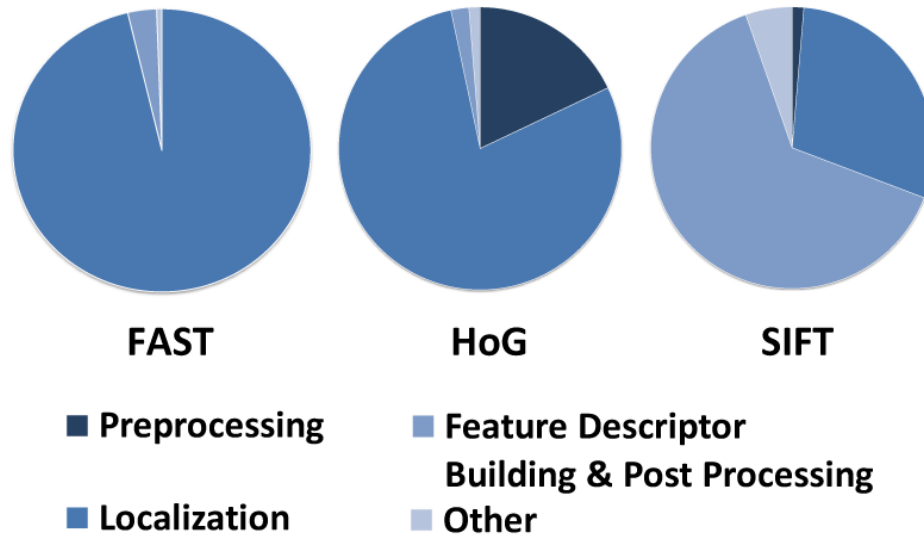 FAST HoG SIFT
Preprocessing
Feature Descriptor
Building & Post Processing
Localization
Other